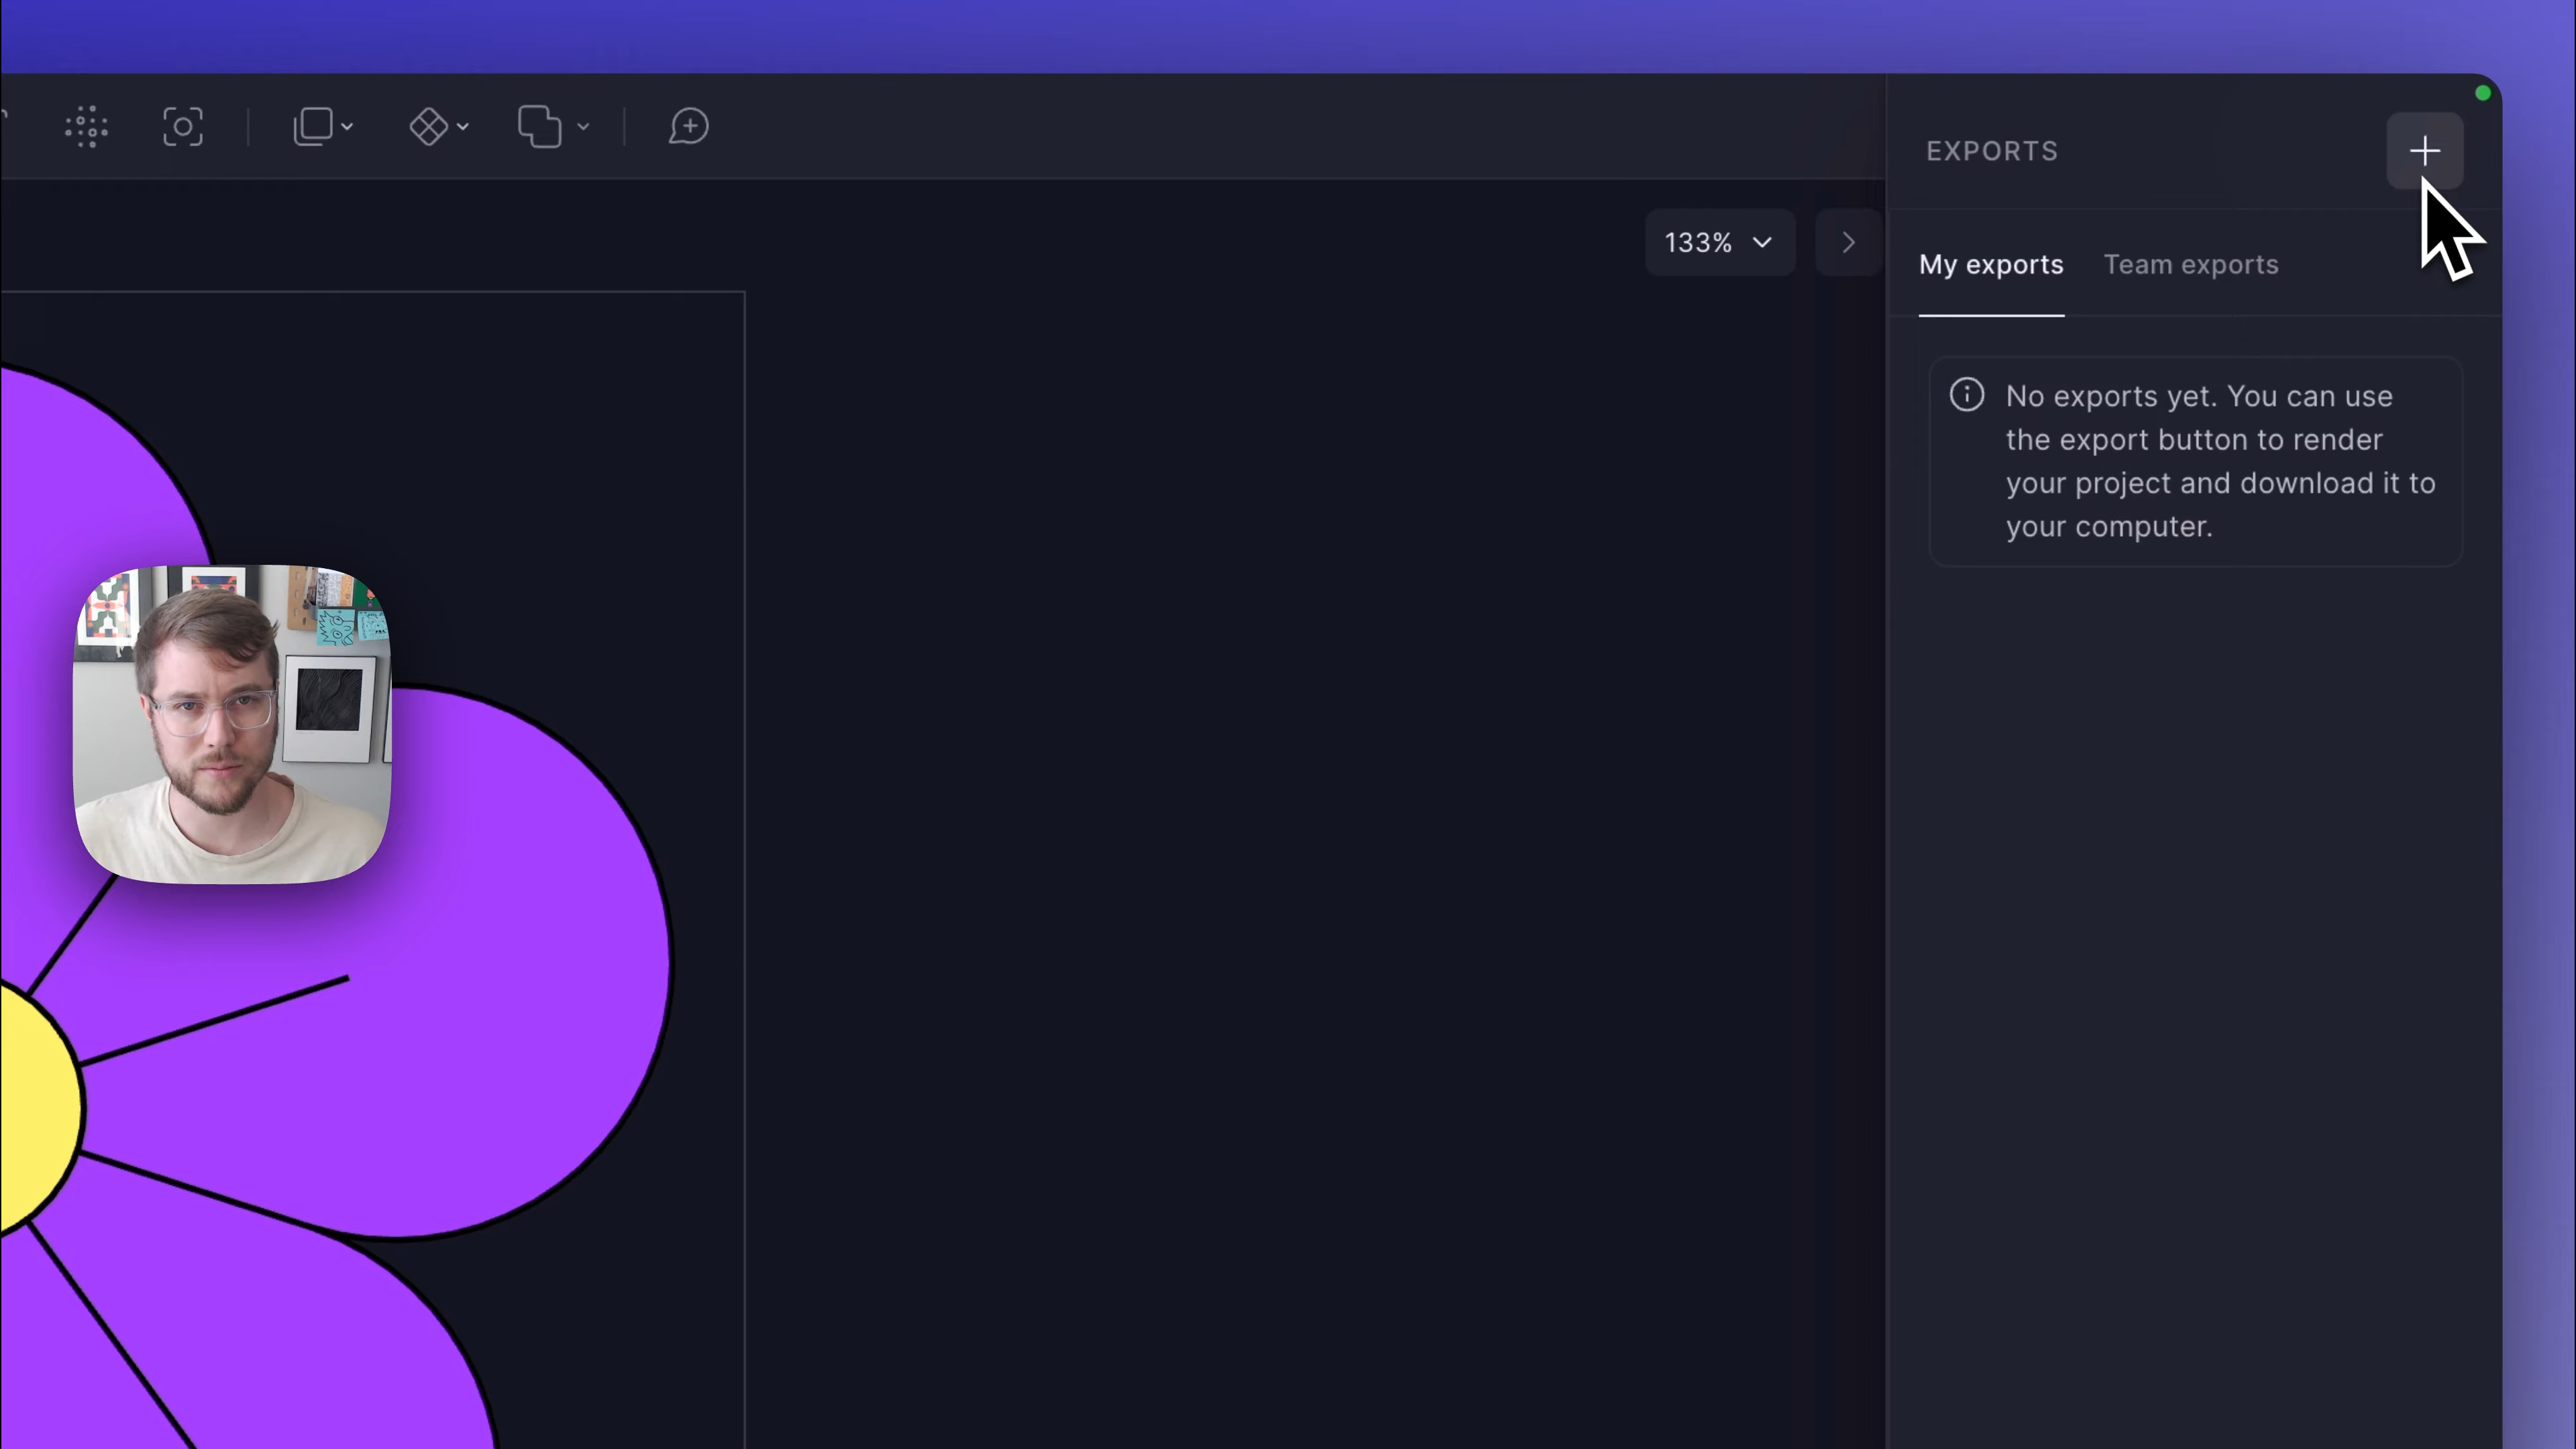 EXPORTS
133%
My exports
Team exports
No exports yet. You can use
the export button to render
your project and download it to
your computer.